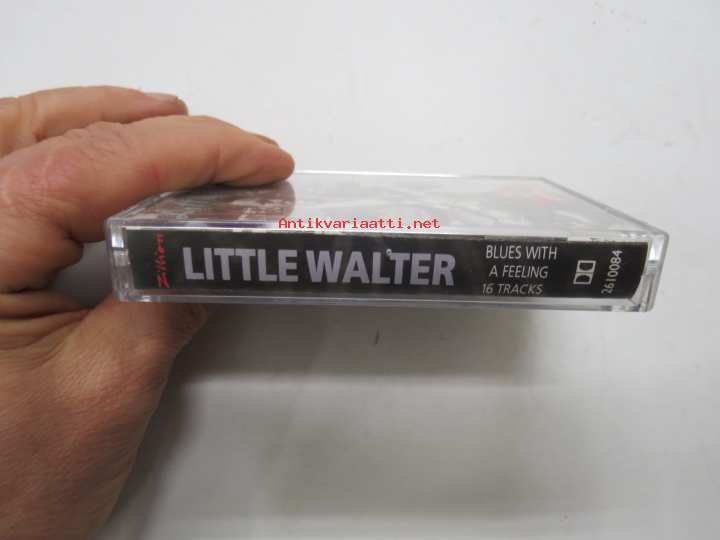 Antikvariaatti.net
Zillion
LITTLE WALTER
BLUES WITH
A FEELING
16 TRACKS
2610084